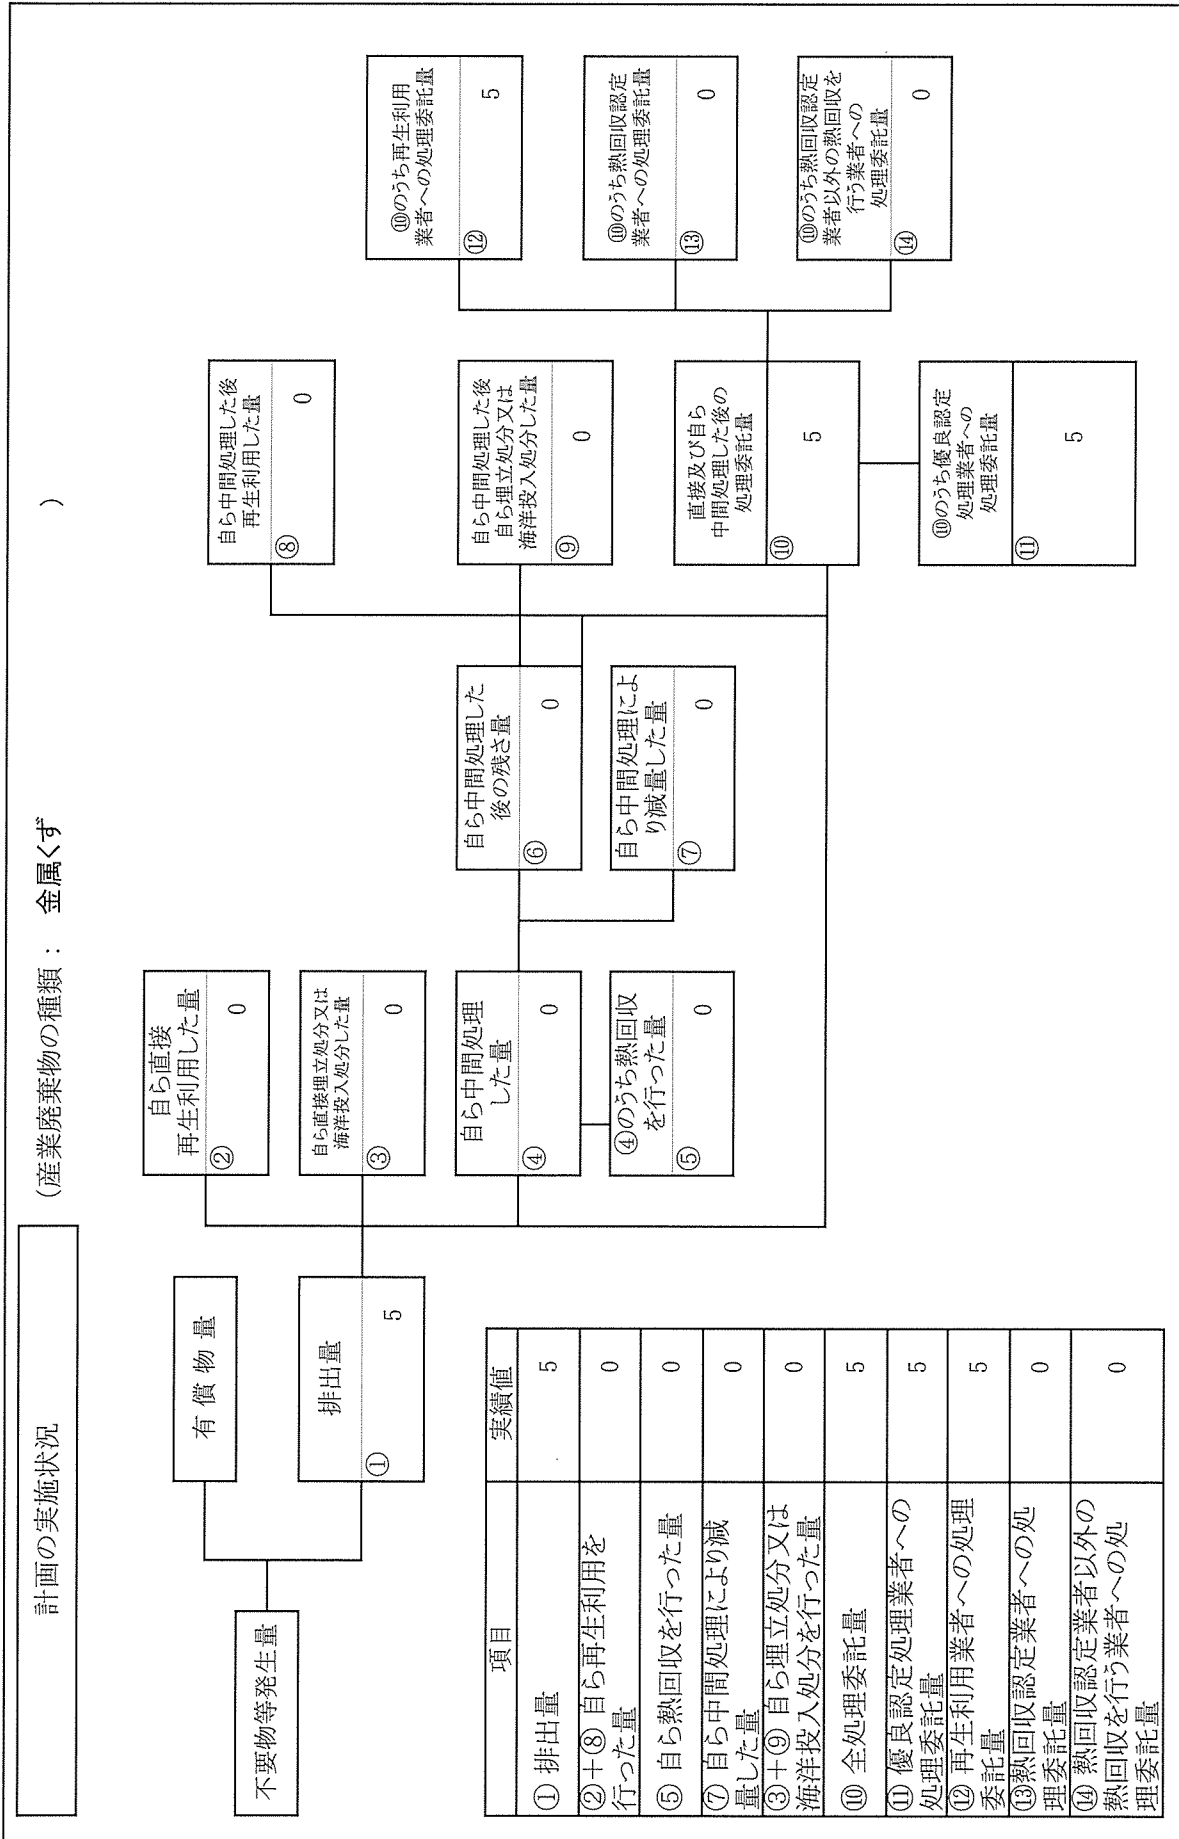 計画の実施状況
(産業廃棄物の種類： 金属くず )
不要物等発生量
有償物量
排出量
① 5
自ら直接
再生利用した量
② 0
自ら直接埋立処分又は
海洋投入処分した量
③ 0
自ら中間処理
した量
④ 0
④のうち熱回収
を行った量
⑤ 0
自ら中間処理した
後の残さ量
⑥ 0
自ら中間処理によ
り減量した量
⑦ 0
自ら中間処理した後
再生利用した量
⑧ 0
自ら中間処理した後
自ら埋立処分又は
海洋投入処分した量
⑨ 0
直接及び自ら
中間処理した後の
処理委託量
⑩ 5
⑩のうち優良認定
処理業者への
処理委託量
⑪ 5
⑩のうち再生利用
業者への処理委託量
⑫ 5
⑩のうち熱回収認定
業者への処理委託量
⑬ 0
⑩のうち熱回収認定
業者以外の熱回収を
行う業者への
処理委託量
⑭ 0
項目 実績値
① 排出量 5
②＋⑧ 自ら再生利用を
行った量 0
⑤ 自ら熱回収を行った量 0
⑦ 自ら中間処理により減
量した量 0
③＋⑨ 自ら埋立処分又は
海洋投入処分を行った量 0
⑩ 全処理委託量 5
⑪ 優良認定処理業者への
処理委託量 5
⑫ 再生利用業者への処理
委託量 5
⑬熱回収認定業者への処
理委託量 0
⑭ 熱回収認定業者以外の
熱回収を行う業者への処
理委託量 0